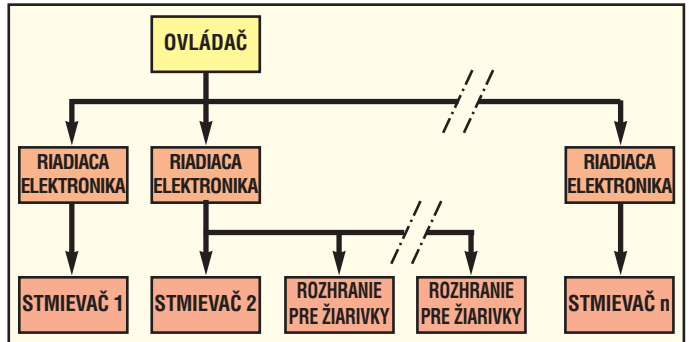 OVLÁDAČ
RIADIACA
ELEKTRONIKA
RIADIACA
ELEKTRONIKA
RIADIACA
ELEKTRONIKA
STMIEVAČ 1
STMIEVAČ 2
ROZHRANIE
PRE ŽIARIVKY
ROZHRANIE
PRE ŽIARIVKY
STMIEVAČ n